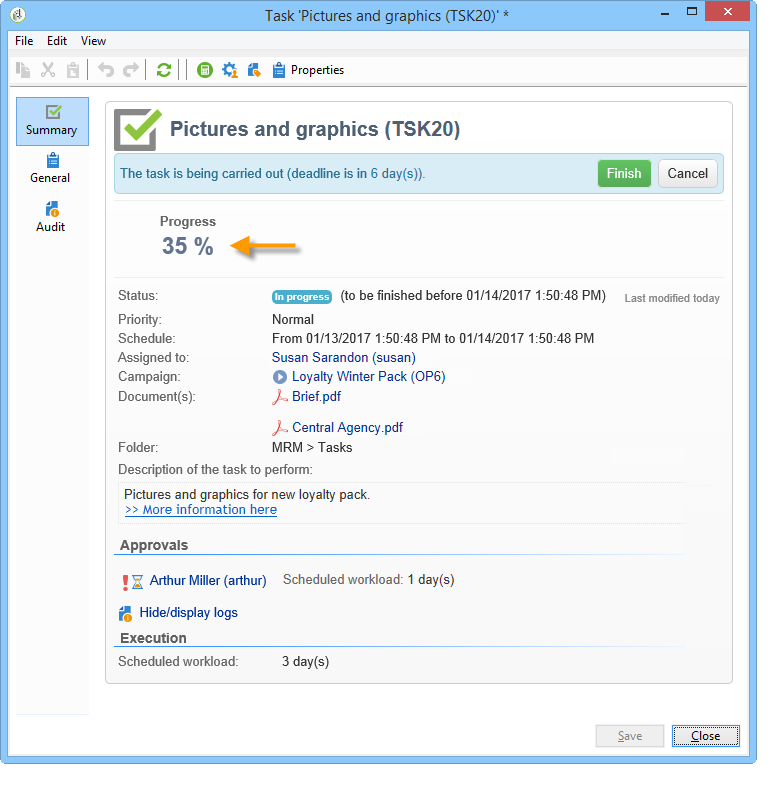 Task 'Pictures and graphics (TSK20)' *
File Edit View
Properties
Summary
General
Audit
Pictures and graphics (TSK20)
The task is being carried out (deadline is in 6 day(s)). Finish Cancel
Progress
35 %
Status: In progress (to be finished before 01/14/2017 1:50:48 PM) Last modified today
Priority: Normal
Schedule: From 01/13/2017 1:50:48 PM to 01/14/2017 1:50:48 PM
Assigned to: Susan Sarandon (susan)
Campaign: Loyalty Winter Pack (OP6)
Document(s): Brief.pdf
Central Agency.pdf
Folder: MRM > Tasks
Description of the task to perform:
Pictures and graphics for new loyalty pack.
>> More information here
Approvals
Arthur Miller (arthur) Scheduled workload: 1 day(s)
Hide/display logs
Execution
Scheduled workload: 3 day(s)
Save Close